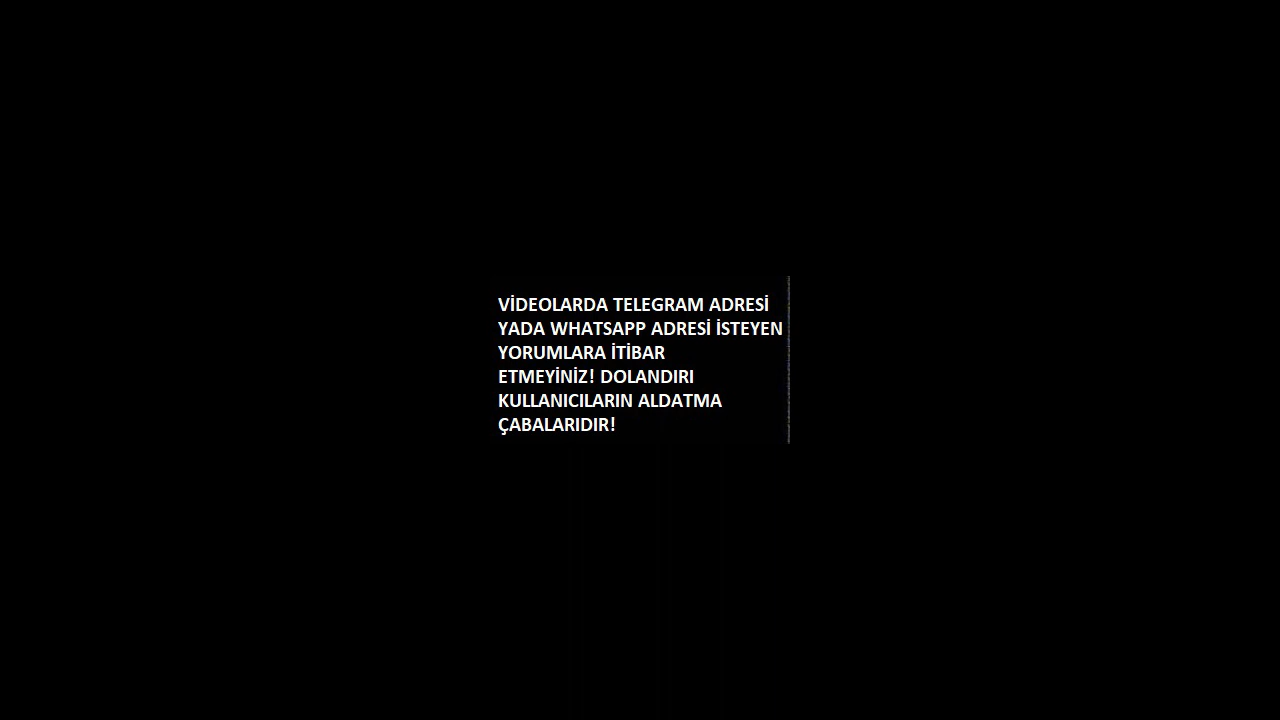 VİDEOLARDA TELEGRAM ADRESİ
YADA WHATSAPP ADRESİ İSTEYEN
YORUMLARA İTİBAR
ETMEYİNİZ! DOLANDIRI
KULLANICILARIN ALDATMA
ÇABALARIDIR!